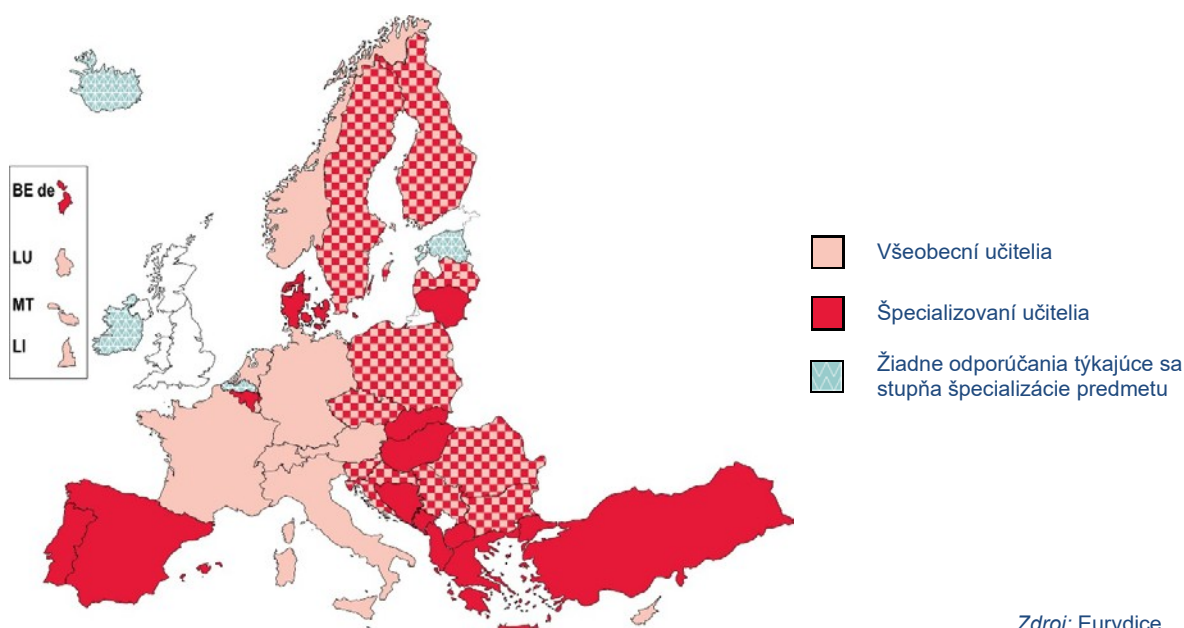 BE de
LU
MT
LI
Všeobecní učitelia
Špecializovaní učitelia
Žiadne odporúčania týkajúce sa
stupňa špecializácie predmetu
Zdroj: Eurydice